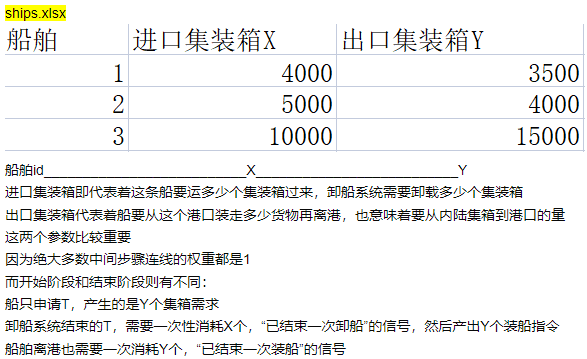 ships.xlsx
船舶 进口集装箱X 出口集装箱Y
1 4000 3500
2 5000 4000
3 10000 15000
船舶id__________________________X__________________________Y
进口集装箱即代表着这条船要运多少个集装箱过来，卸船系统需要卸载多少个集装箱
出口集装箱代表着船要从这个港口装走多少货物再离港，也意味着要从内陆集箱到港口的量
这两个参数比较重要
因为绝大多数中间步骤连线的权重都是1
而开始阶段和结束阶段则有不同：
船只申请T，产生的是Y个集箱需求
卸船系统结束的T，需要一次性消耗X个，“已结束一次卸船”的信号，然后产出Y个装船指令
船舶离港也需要一次消耗Y个，“已结束一次装船”的信号